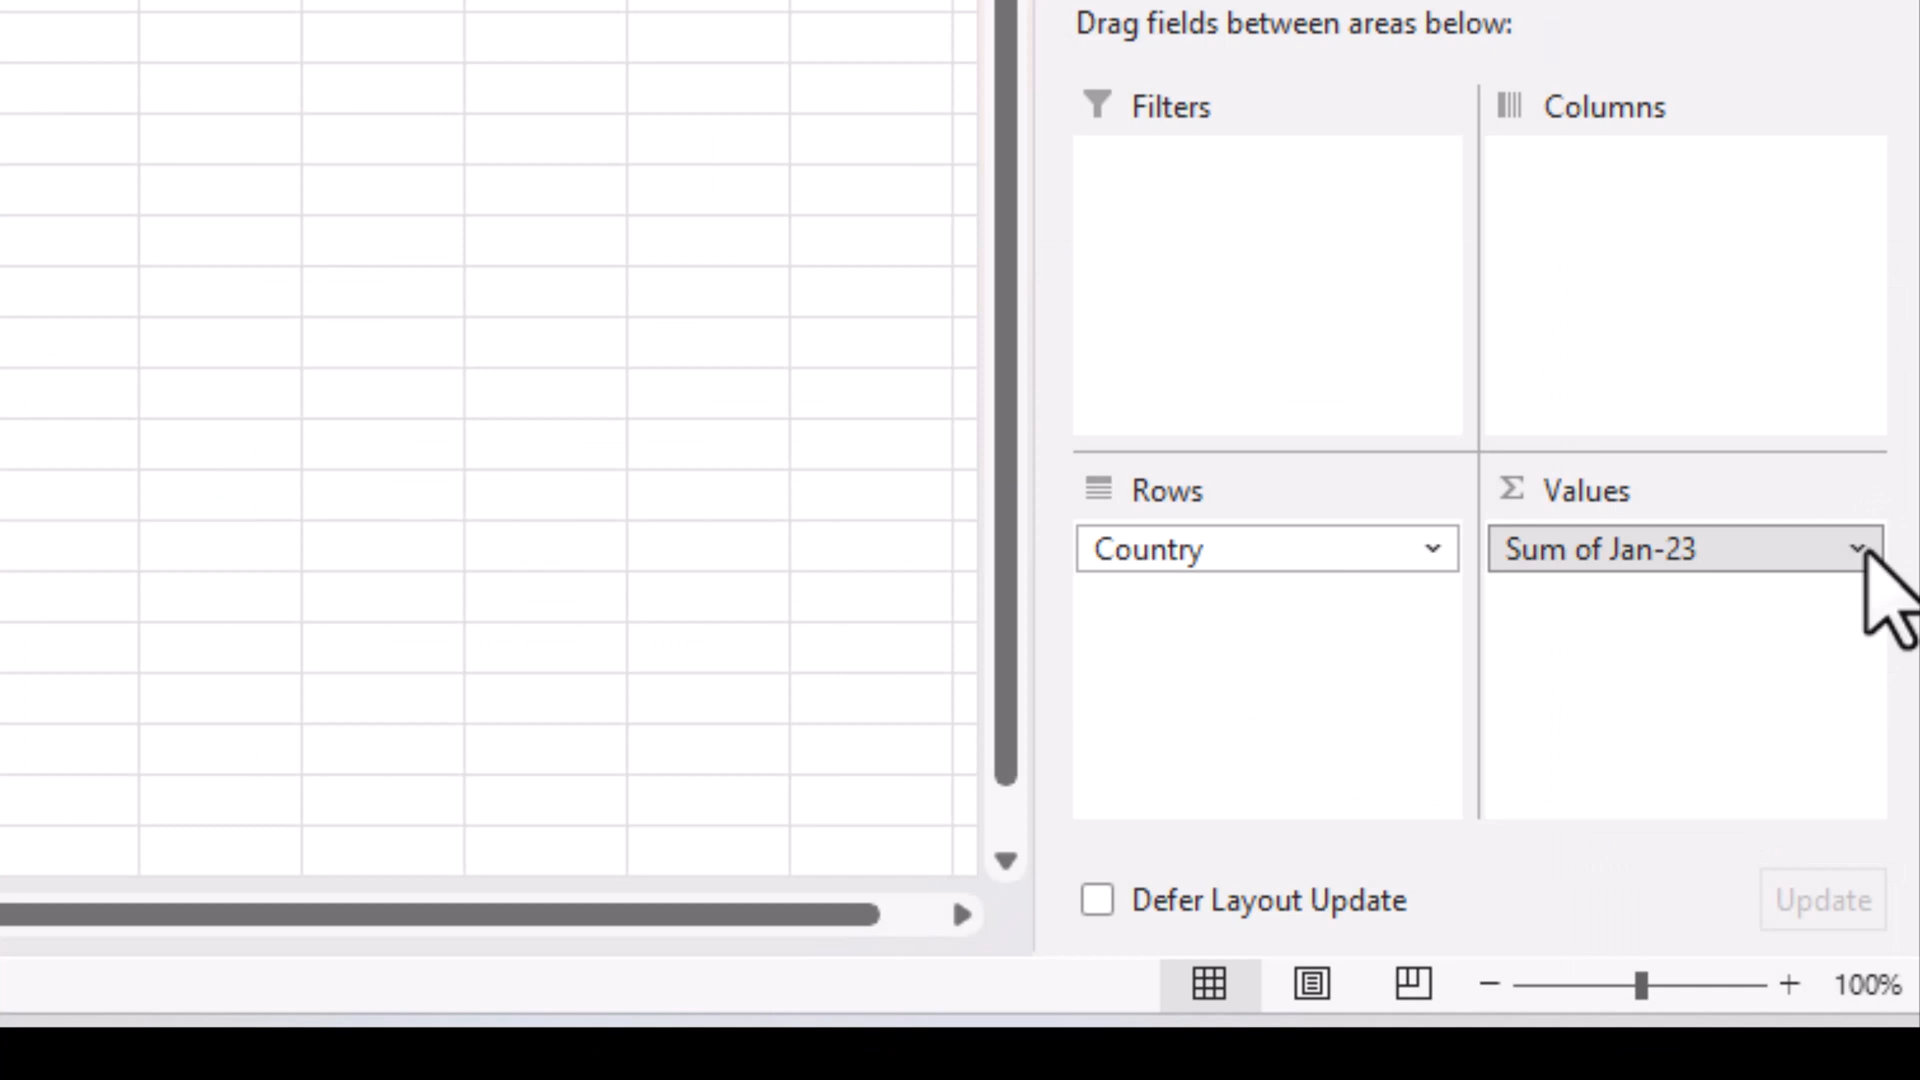 Drag fields between areas below:
Filters
Columns
Rows
Σ Values
Country
Sum of Jan-23
Defer Layout Update
Update
100%